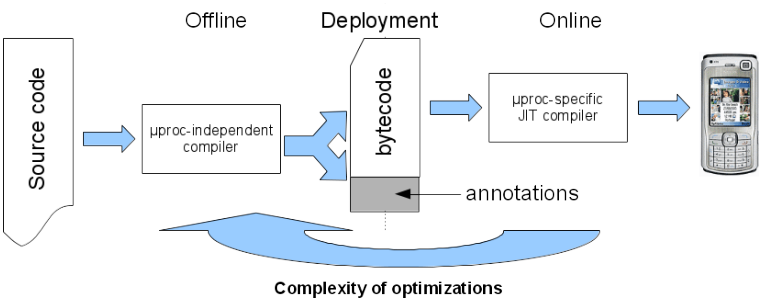 Offline
Deployment
Online
Source code
µproc-independent
compiler
bytecode
µproc-specific
JIT compiler
annotations
Complexity of optimizations